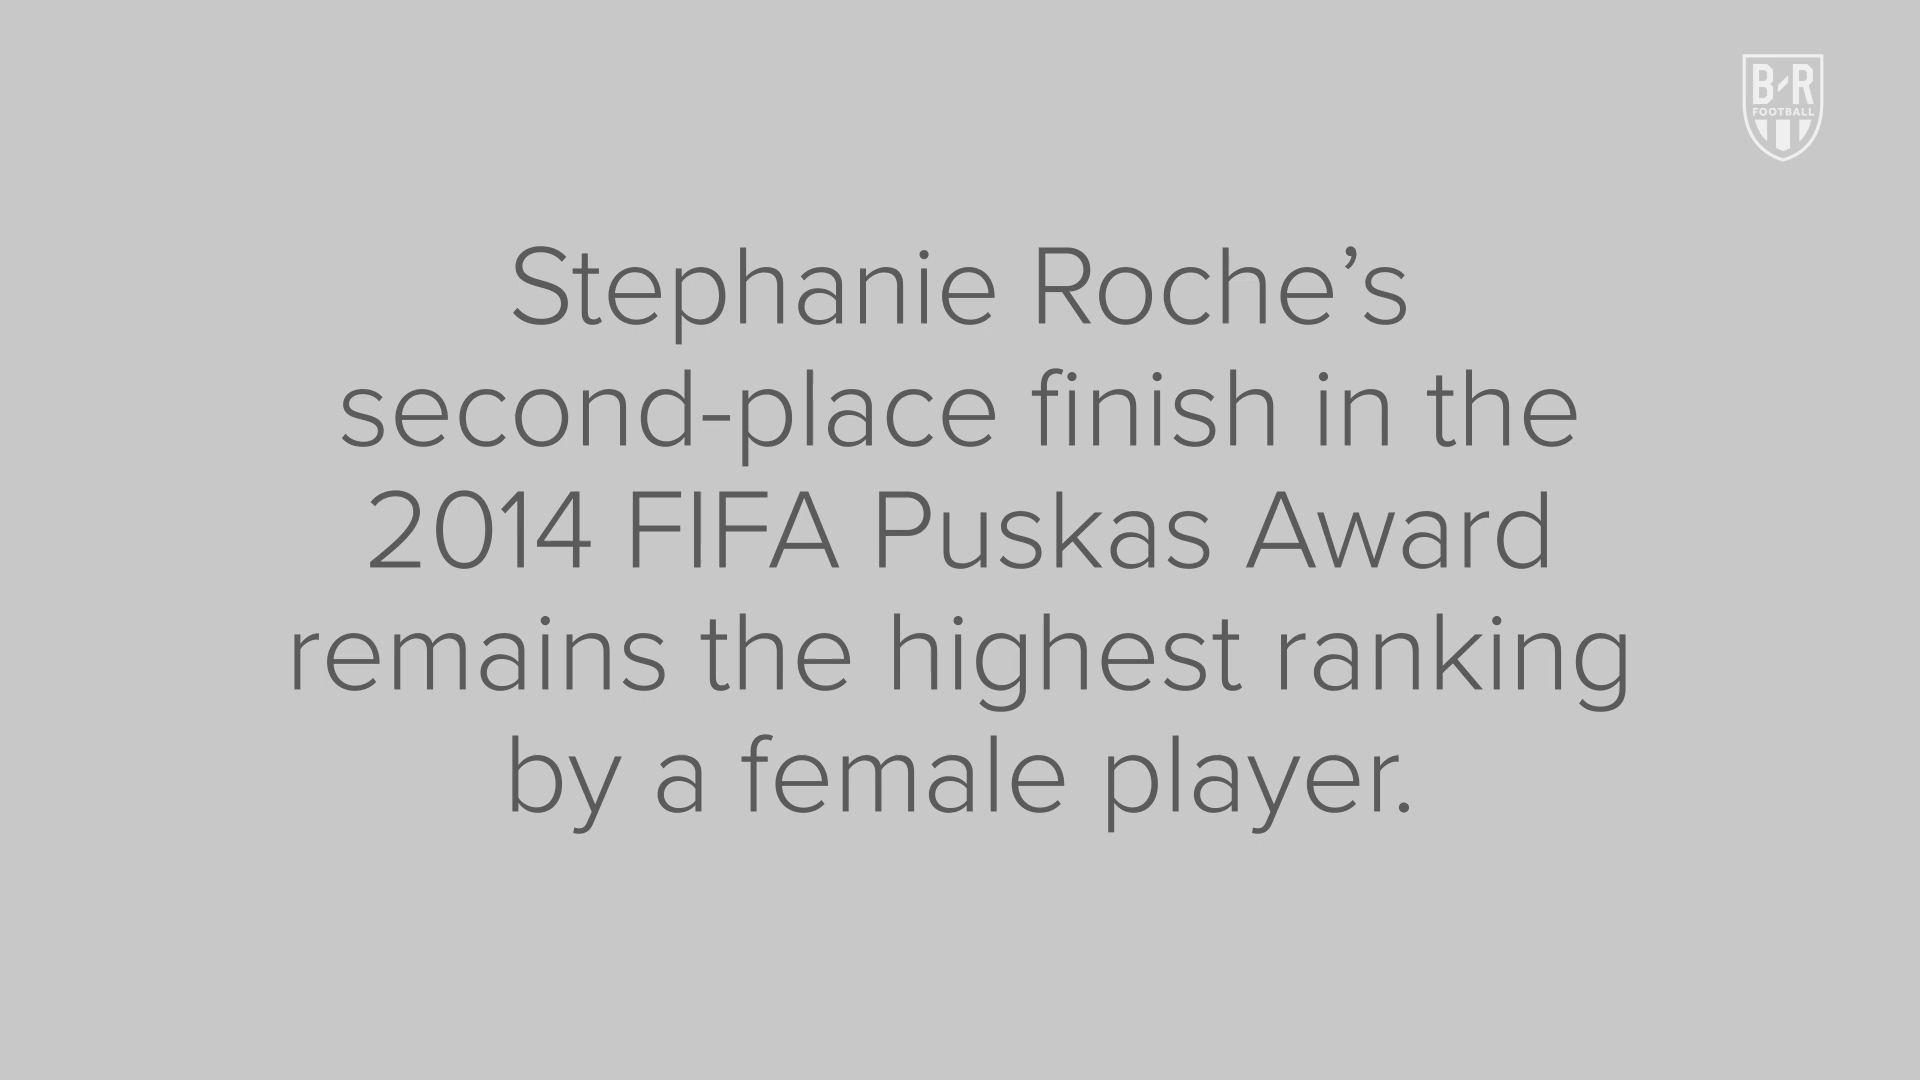 B/R
FOOTBALL
Stephanie Roche’s
second-place finish in the
2014 FIFA Puskas Award
remains the highest ranking
by a female player.